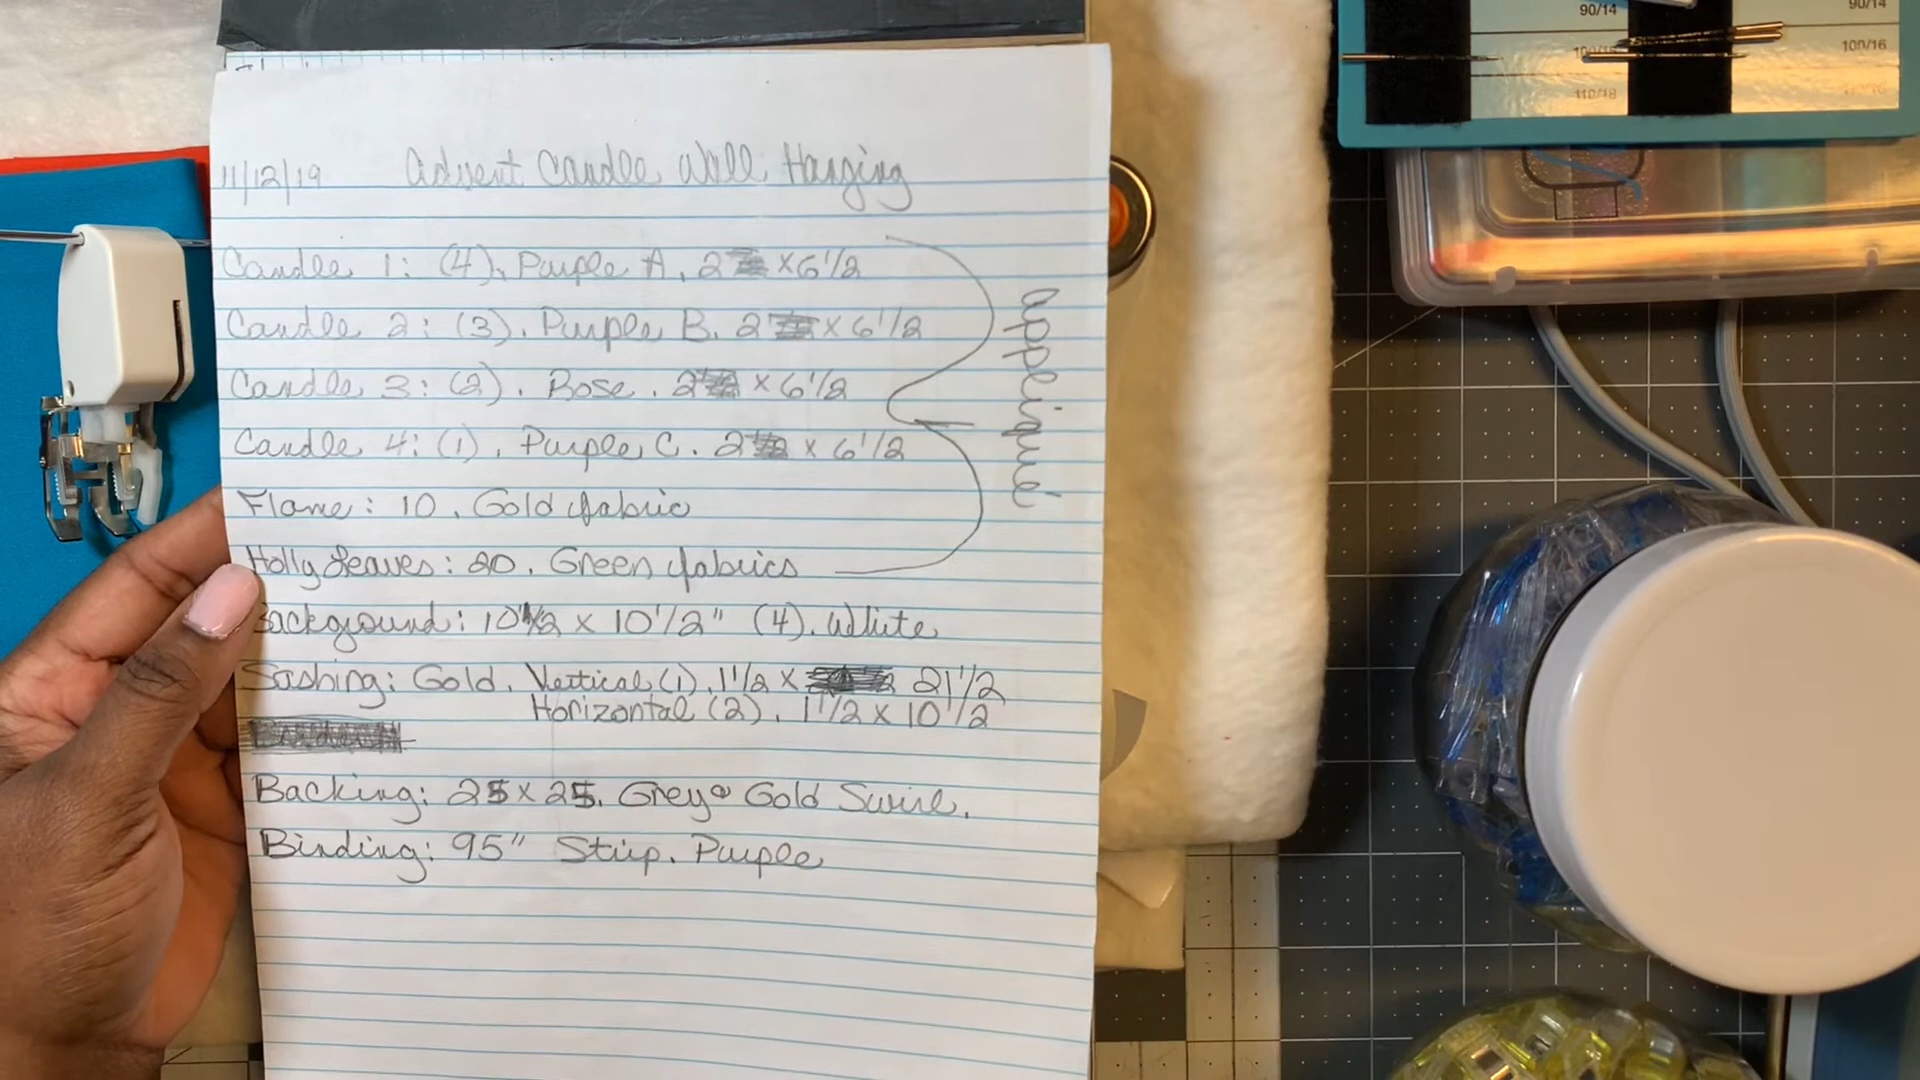 11/12/19 Advent Candle Wall Hanging
Candle 1: (4). Purple A. 2 x 6 1/2
Candle 2: (3). Purple B. 2 x 6 1/2
Candle 3: (2). Rose. 2 x 6 1/2
Candle 4: (1). Purple C. 2 x 6 1/2
Flame: 10. Gold fabric
Holly Leaves: 20. Green fabrics
appliqué
Background: 10 1/2 x 10 1/2" (4). White
Sashing: Gold. Vertical (1). 1 1/2 x 21 1/2
Horizontal (2). 1 1/2 x 10 1/2
Backing: 25 x 25. Grey Gold Swirl.
Binding: 95" Strip. Purple
90/14
90/14
100/16
110/18